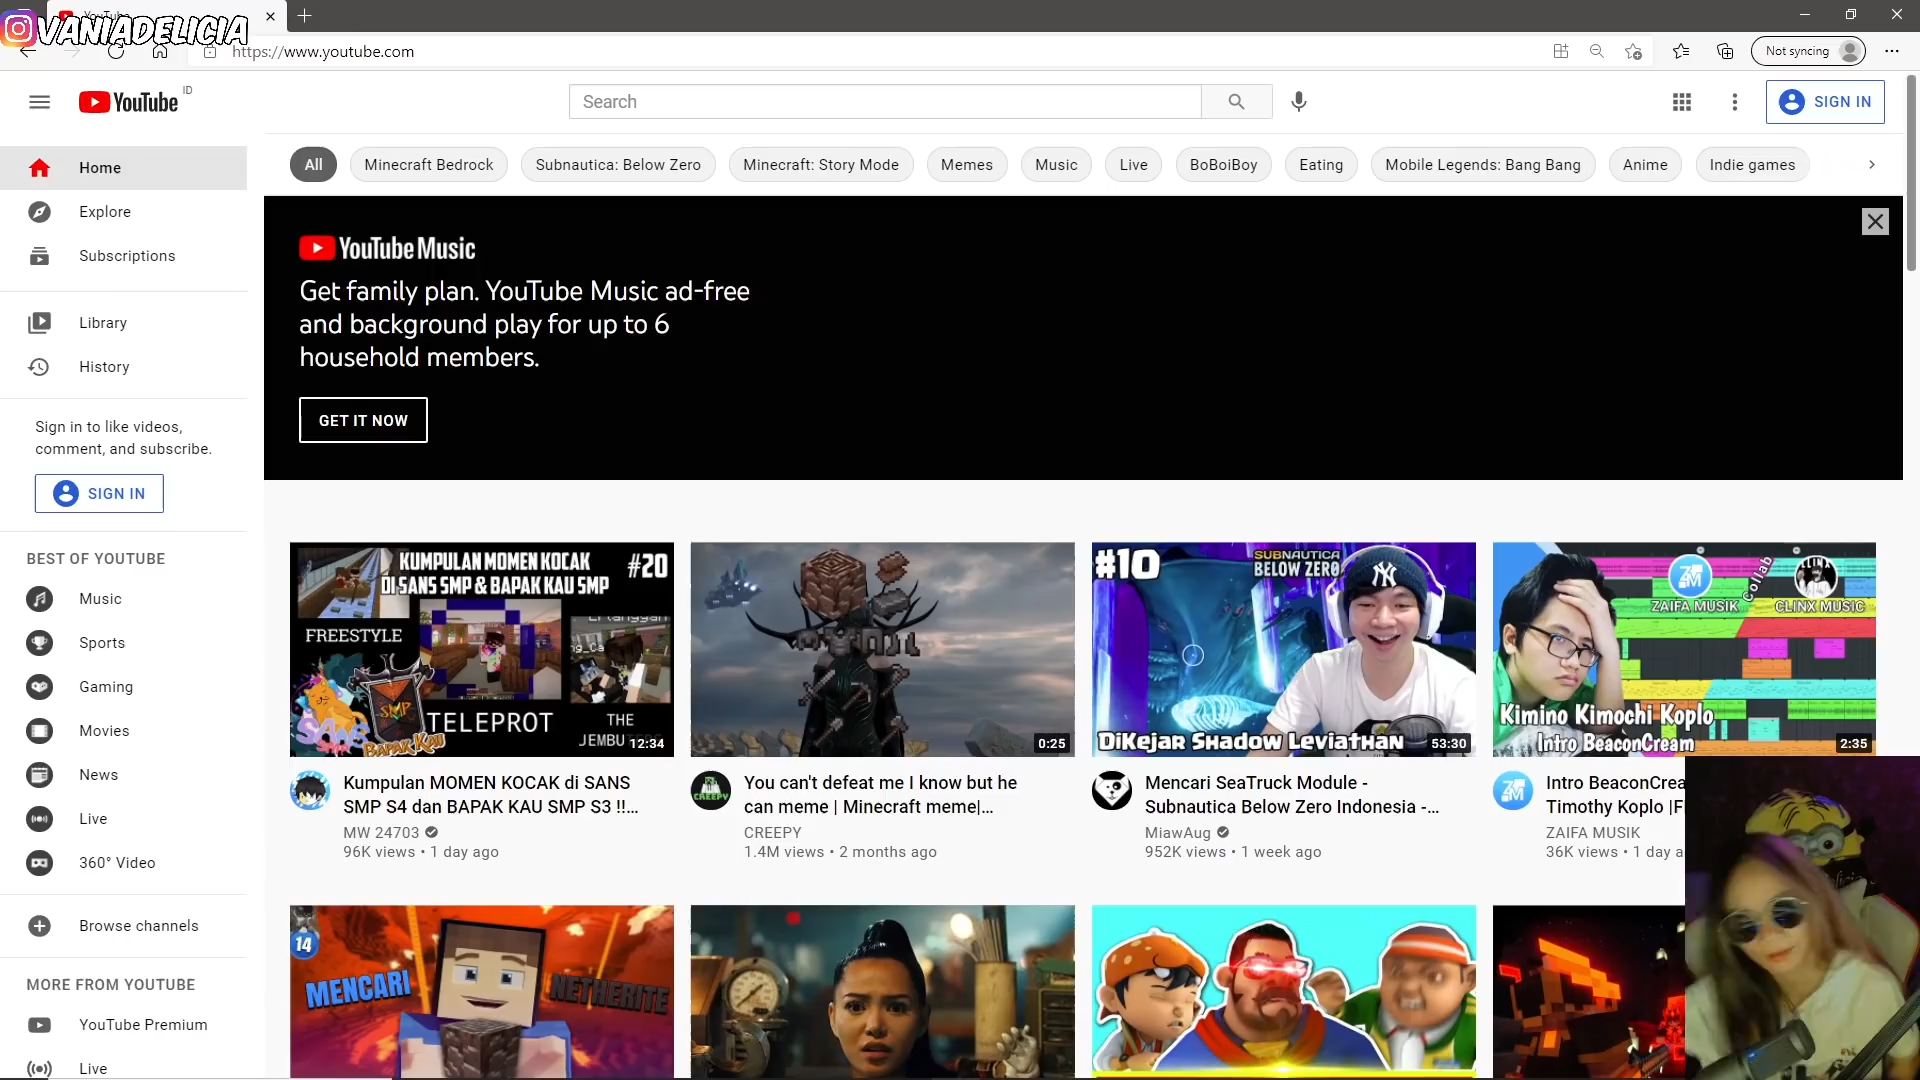 VANIADELICIA
https://www.youtube.com
Not syncing
YouTube ID
Search
SIGN IN
Home
Explore
Subscriptions
Library
History
Sign in to like videos,
comment, and subscribe.
SIGN IN
BEST OF YOUTUBE
Music
Sports
Gaming
Movies
News
Live
360° Video
Browse channels
MORE FROM YOUTUBE
YouTube Premium
Live
All
Minecraft Bedrock
Subnautica: Below Zero
Minecraft: Story Mode
Memes
Music
Live
BoBoiBoy
Eating
Mobile Legends: Bang Bang
Anime
Indie games
YouTube Music
Get family plan. YouTube Music ad-free
and background play for up to 6
household members.
GET IT NOW
KUMPULAN MOMEN KOCAK
DI SANS SMP & BAPAK KAU SMP
#20
FREESTYLE
SMP
BAPAK KAU
TELEPROT
THE
12:34
Kumpulan MOMEN KOCAK di SANS
SMP S4 dan BAPAK KAU SMP S3 !!...
MW 24703
96K views • 1 day ago
0:25
CREEPY
You can't defeat me I know but he
can meme | Minecraft meme|...
CREEPY
1.4M views • 2 months ago
#10
SUBNAUTICA
BELOW ZERO
DiKejar Shadow Leviathan
53:30
Mencari SeaTruck Module -
Subnautica Below Zero Indonesia -...
MiawAug
952K views • 1 week ago
ZAIFA MUSIK
Collab
CLINX MUSIC
Kimino Kimochi Koplo
Intro BeaconCream
2:35
Intro BeaconCrea
Timothy Koplo |F
ZAIFA MUSIK
36K views • 1 day a
14
MENCARI
NETHERITE